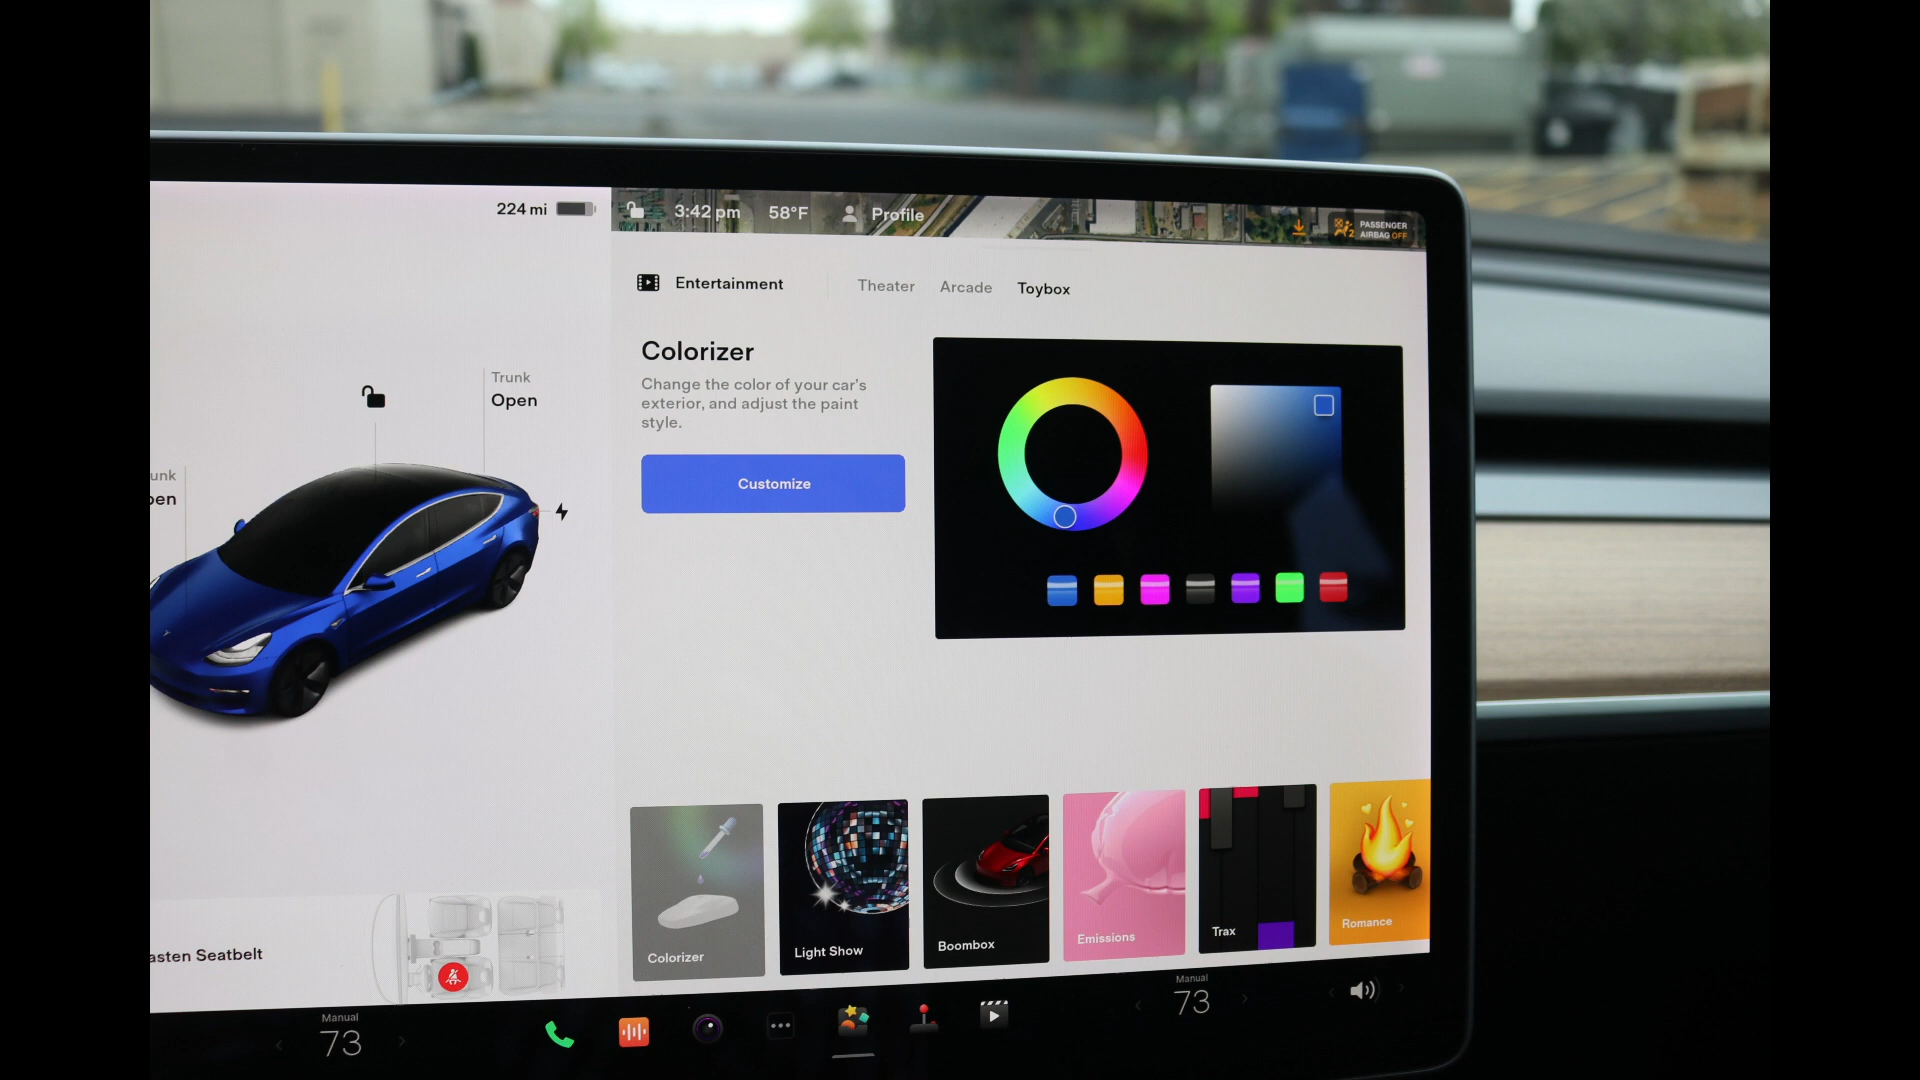 224 mi
3:42 pm 58°F Profile
PASSENGER
AIRBAG OFF
Entertainment Theater Arcade Toybox
Colorizer
Change the color of your car's
exterior, and adjust the paint
style.
Customize
Trunk
Open
unk
pen
asten Seatbelt
Colorizer
Light Show
Boombox
Emissions
Trax
Romance
Manual
73
Manual
73